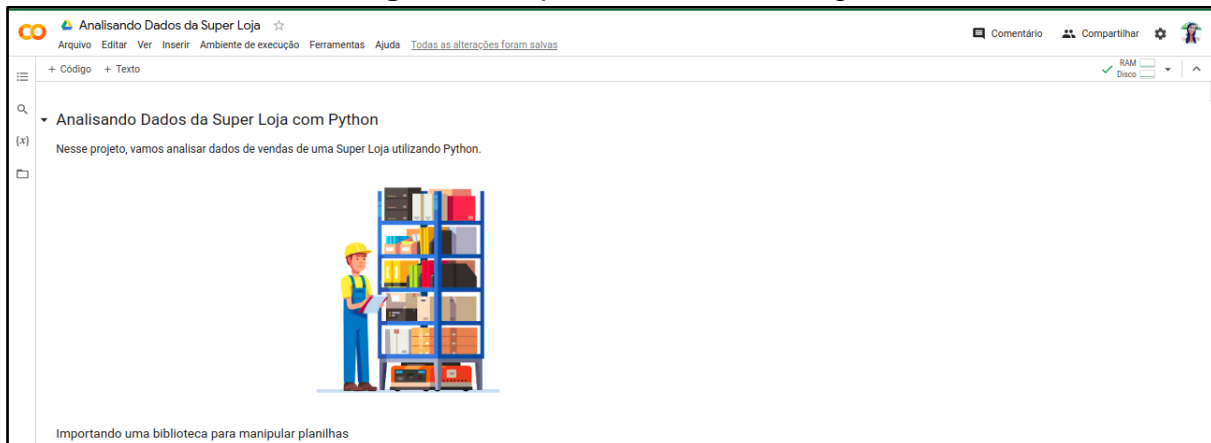 Analisando Dados da Super Loja
Comentário Compartilhar
Arquivo Editar Ver Inserir Ambiente de execução Ferramentas Ajuda Todas as alterações foram salvas
+ Código + Texto
RAM
Disco
Analisando Dados da Super Loja com Python
{x}
Nesse projeto, vamos analisar dados de vendas de uma Super Loja utilizando Python.
Importando uma biblioteca para manipular planilhas